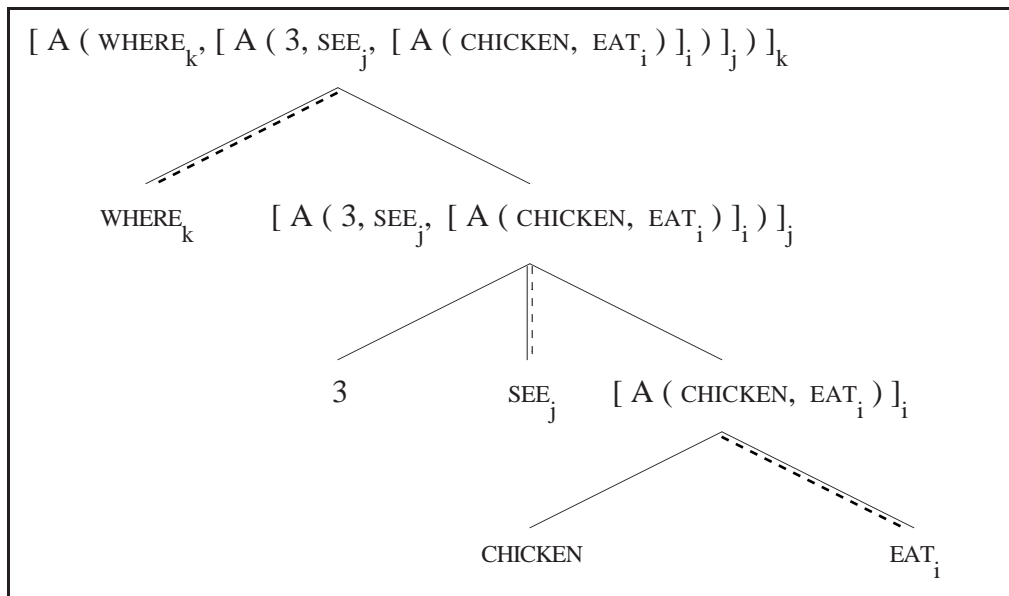 [ A ( WHERE_k, [ A ( 3, SEE_j, [ A ( CHICKEN, EAT_i ) ]_i ) ]_j ) ]_k
WHERE_k [ A ( 3, SEE_j, [ A ( CHICKEN, EAT_i ) ]_i ) ]_j
3 SEE_j [ A ( CHICKEN, EAT_i ) ]_i
CHICKEN EAT_i